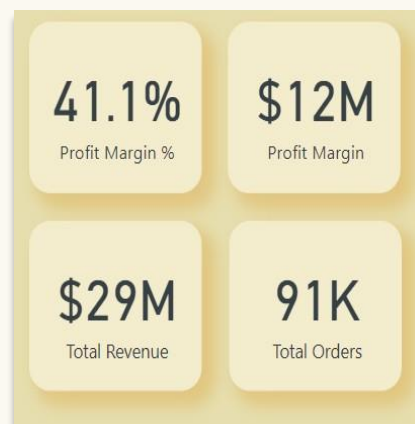 41.1%
Profit Margin %
$12M
Profit Margin
$29M
Total Revenue
91K
Total Orders